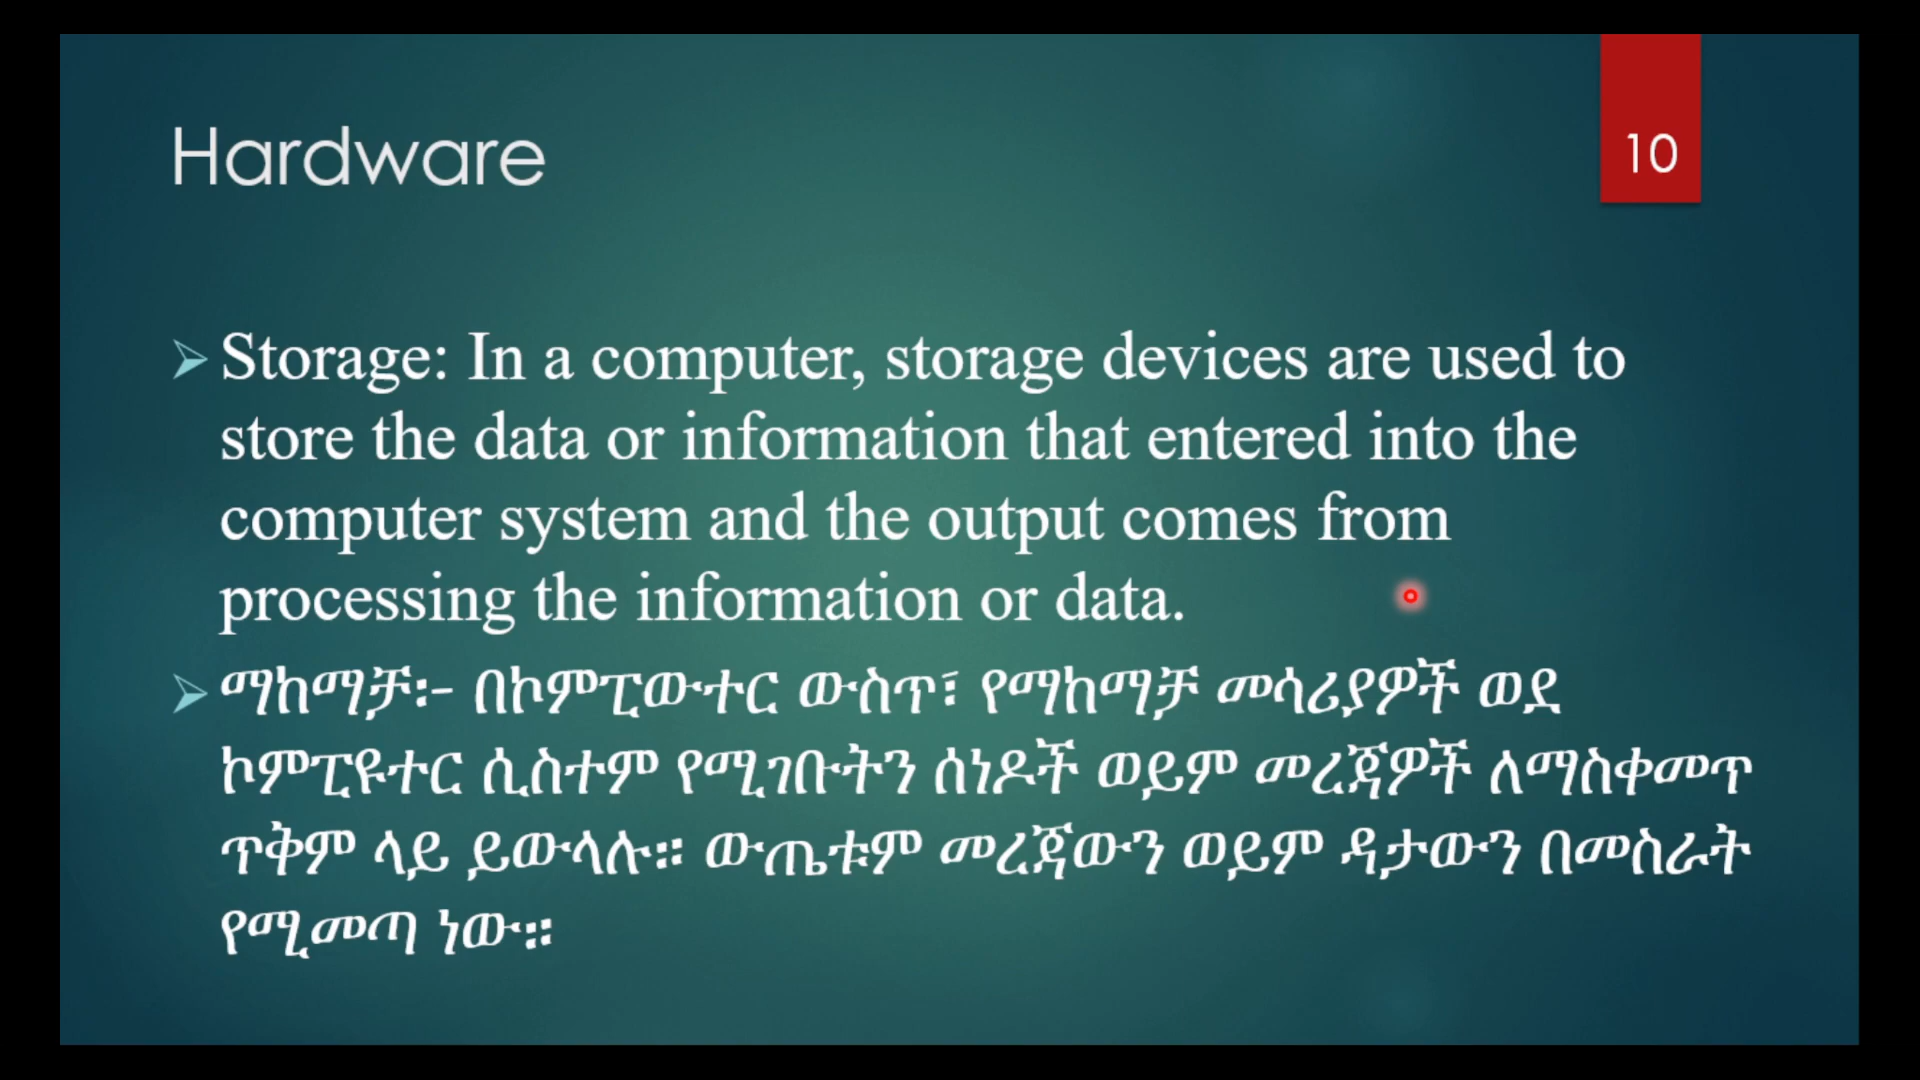 Hardware
10
Storage: In a computer, storage devices are used to
store the data or information that entered into the
computer system and the output comes from
processing the information or data.
ማከማቻ፡- በኮምፒውተር ውስጥ፣ የማከማቻ መሳሪያዎች ወደ
ኮምፒዩተር ሲስተም የሚገቡትን ሰነዶች ወይም መረጃዎች ለማስቀመጥ
ጥቅም ላይ ይውላሉ። ውጤቱም መረጃውን ወይም ዳታውን በመስራት
የሚመጣ ነው።